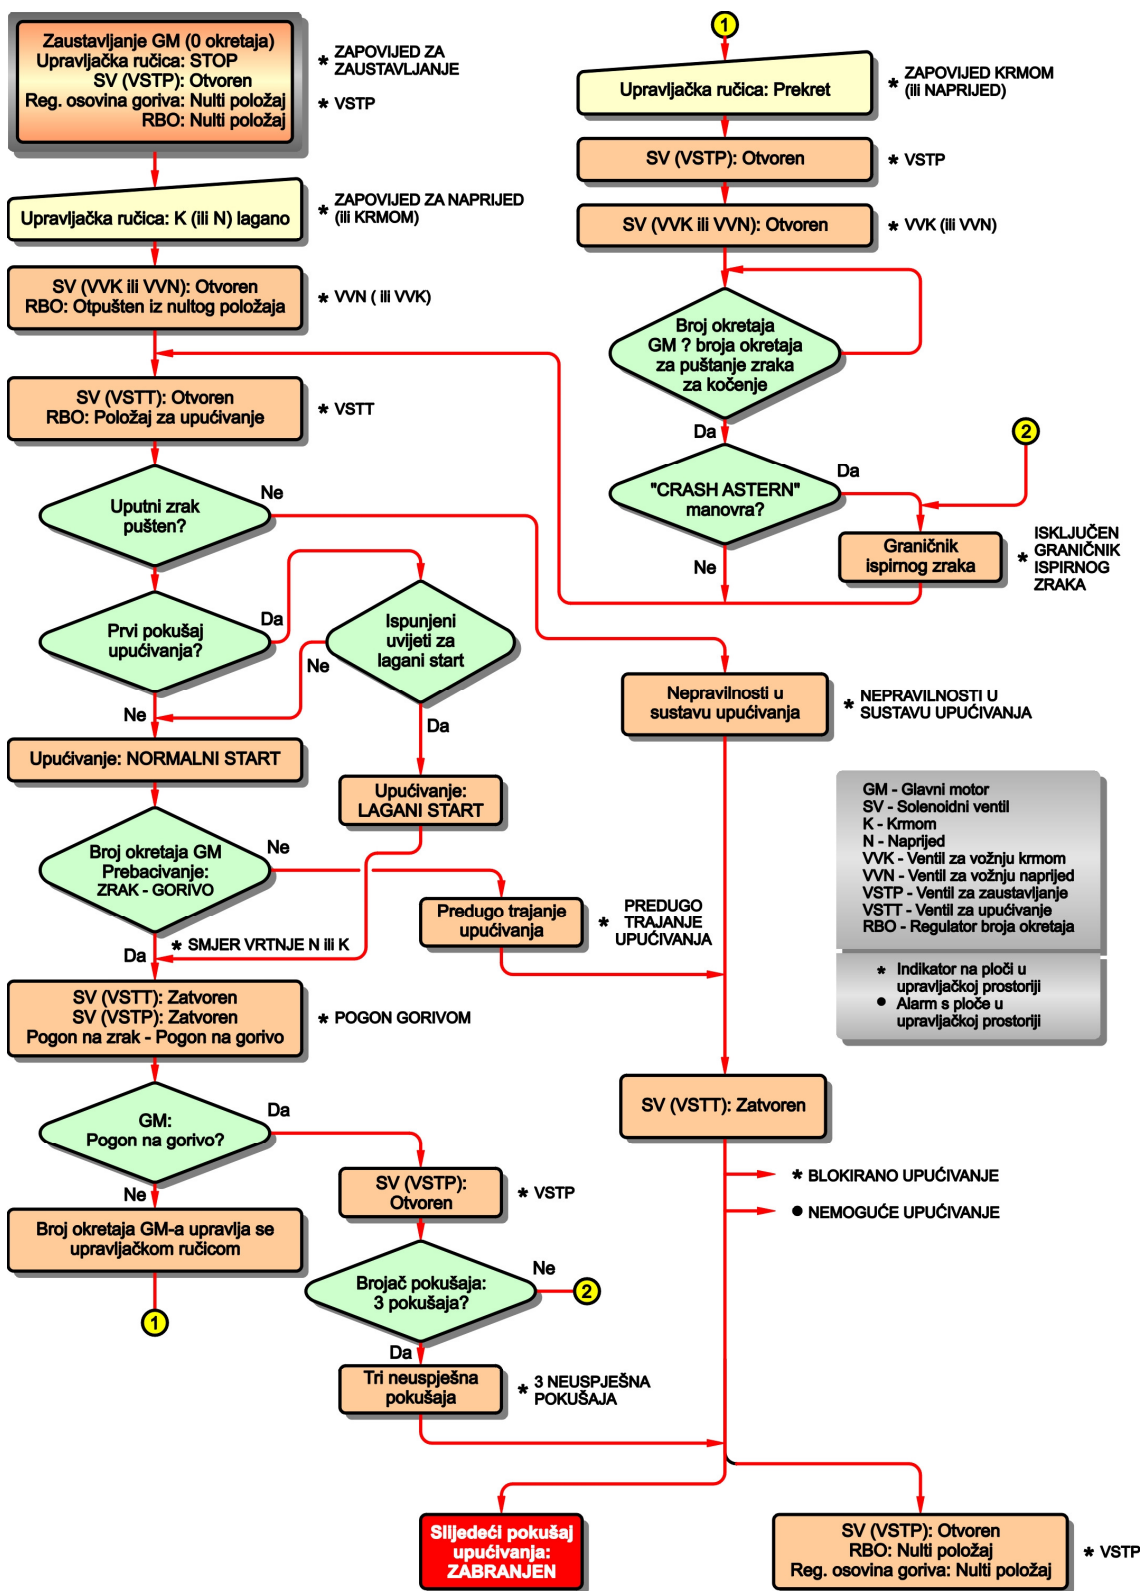 Zaustavljanje GM (0 okretaja)
Upravljačka ručica: STOP
SV (VSTP): Otvoren
Reg. osovina goriva: Nulti položaj
RBO: Nulti položaj
* ZAPOVIJED ZA
ZAUSTAVLJANJE
* VSTP
Upravljačka ručica: K (ili N) lagano
* ZAPOVIJED ZA NAPRIJED
(ili KRMOM)
SV (VVK ili VVN): Otvoren
RBO: Otpušten iz nultog položaja
* VVN ( ili VVK)
SV (VSTT): Otvoren
RBO: Položaj za upućivanje
* VSTT
Uputni zrak
pušten?
Ne
Prvi pokušaj
upućivanja?
Da
Ne
Ispunjeni
uvijeti za
lagani start
Ne
Da
Upućivanje: NORMALNI START
Upućivanje:
LAGANI START
Broj okretaja GM
Prebacivanje:
ZRAK - GORIVO
Ne
Da
* SMJER VRTNJE N ili K
Predugo trajanje
upućivanja
* PREDUGO
TRAJANJE
UPUĆIVANJA
SV (VSTT): Zatvoren
SV (VSTP): Zatvoren
Pogon na zrak - Pogon na gorivo
* POGON GORIVOM
GM:
Pogon na gorivo?
Da
Ne
Broj okretaja GM-a upravlja se
upravljačkom ručicom
1
SV (VSTP):
Otvoren
* VSTP
Brojač pokušaja:
3 pokušaja?
Ne
2
Da
Tri neuspješna
pokušaja
* 3 NEUSPJEŠNA
POKUŠAJA
1
Upravljačka ručica: Prekret
* ZAPOVIJED KRMOM
(ili NAPRIJED)
SV (VSTP): Otvoren
* VSTP
SV (VVK ili VVN): Otvoren
* VVK (ili VVN)
Broj okretaja
GM ? broja okretaja
za puštanje zraka
za kočenje
Da
"CRASH ASTERN"
manovra?
Da
Ne
2
Graničnik
ispirnog zraka
* ISKLJUČEN
GRANIČNIK
ISPIRNOG
ZRAKA
Nepravilnosti u
sustavu upućivanja
* NEPRAVILNOSTI U
SUSTAVU UPUĆIVANJA
GM - Glavni motor
SV - Solenoidni ventil
K - Krmom
N - Naprijed
VVK - Ventil za vožnju krmom
VVN - Ventil za vožnju naprijed
VSTP - Ventil za zaustavljanje
VSTT - Ventil za upućivanje
RBO - Regulator broja okretaja
* Indikator na ploči u
upravljačkoj prostoriji
● Alarm s ploče u
upravljačkoj prostoriji
SV (VSTT): Zatvoren
* BLOKIRANO UPUĆIVANJE
● NEMOGUĆE UPUĆIVANJE
Slijedeći pokušaj
upućivanja:
ZABRANJEN
SV (VSTP): Otvoren
RBO: Nulti položaj
Reg. osovina goriva: Nulti položaj
* VSTP